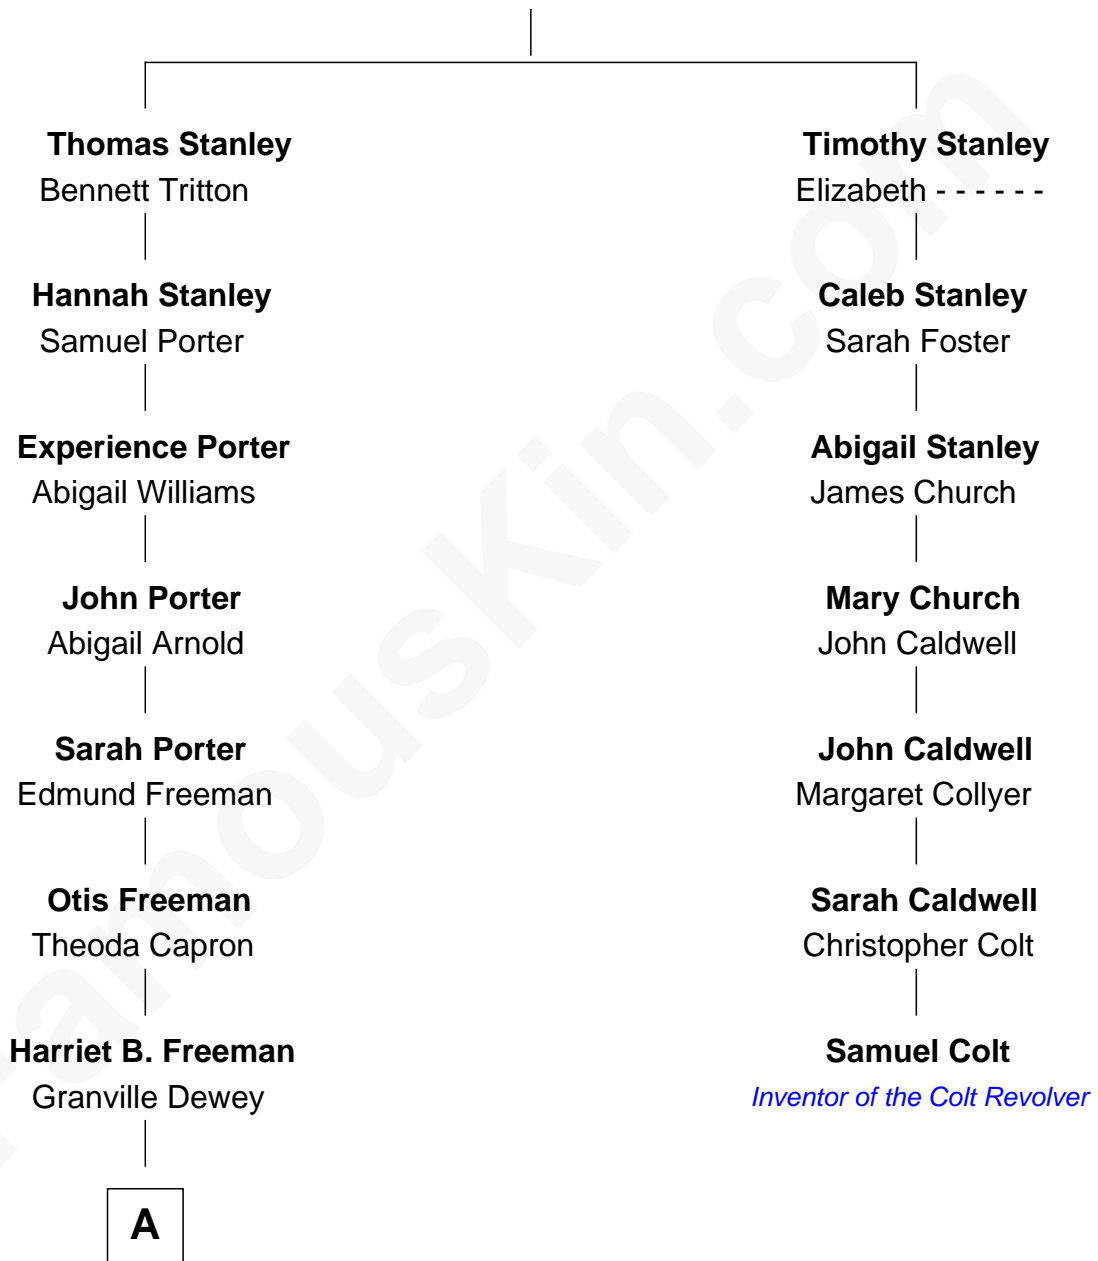 Thomas Stanley
Bennett Tritton
Hannah Stanley
Samuel Porter
Experience Porter
Abigail Williams
John Porter
Abigail Arnold
Sarah Porter
Edmund Freeman
Otis Freeman
Theoda Capron
Harriet B. Freeman
Granville Dewey
A
Timothy Stanley
Elizabeth - - - - - -
Caleb Stanley
Sarah Foster
Abigail Stanley
James Church
Mary Church
John Caldwell
John Caldwell
Margaret Collyer
Sarah Caldwell
Christopher Colt
Samuel Colt
Inventor of the Colt Revolver
FamousKin.com